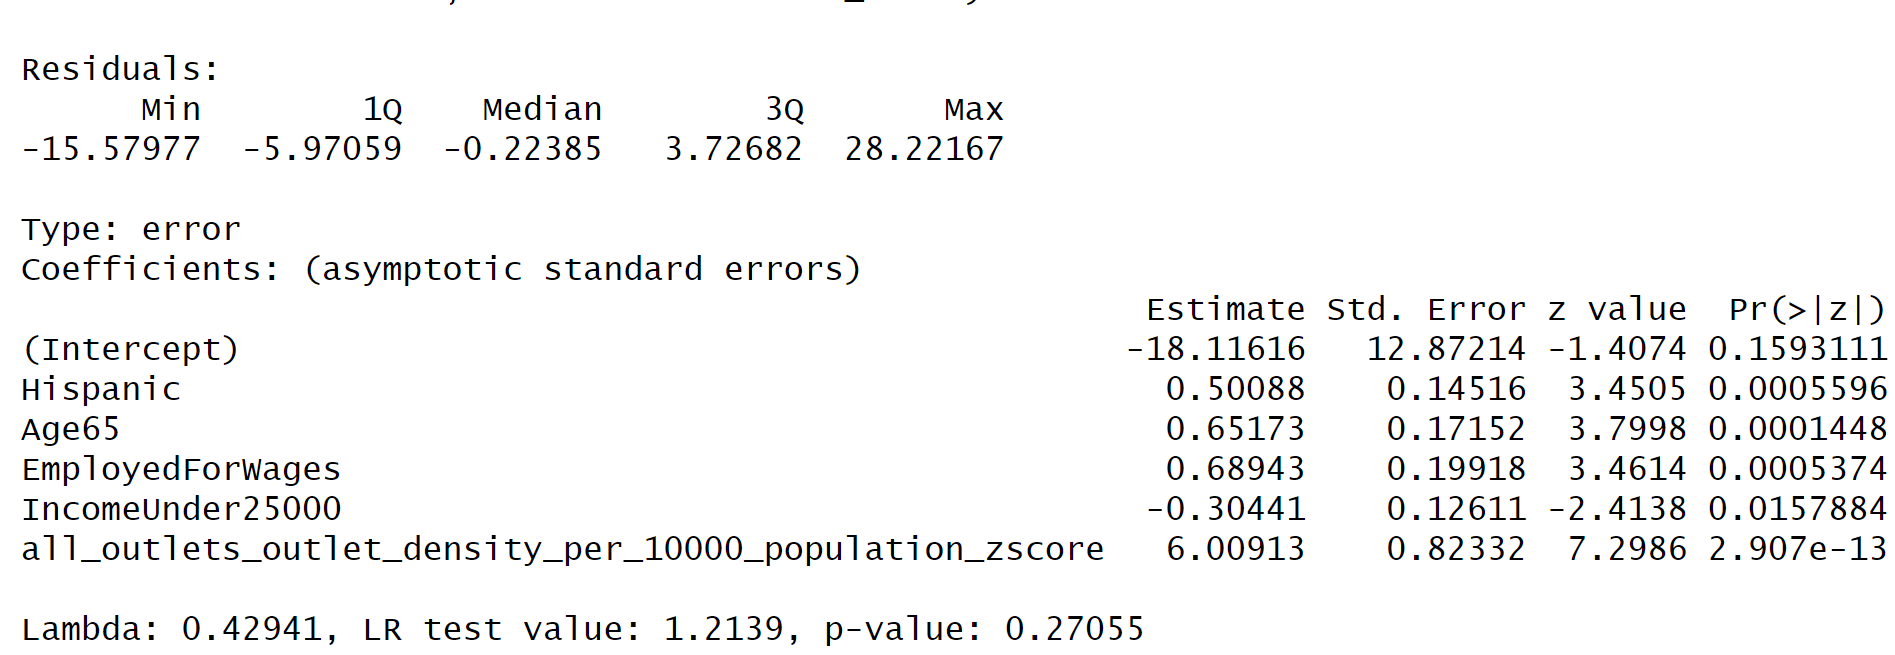 Residuals:
Min 1Q Median 3Q Max
-15.57977 -5.97059 -0.22385 3.72682 28.22167
Type: error
Coefficients: (asymptotic standard errors)
Estimate Std. Error z value Pr(>|z|)
(Intercept) -18.11616 12.87214 -1.4074 0.1593111
Hispanic 0.50088 0.14516 3.4505 0.0005596
Age65 0.65173 0.17152 3.7998 0.0001448
EmployedForWages 0.68943 0.19918 3.4614 0.0005374
IncomeUnder25000 -0.30441 0.12611 -2.4138 0.0157884
all_outlets_outlet_density_per_10000_population_zscore 6.00913 0.82332 7.2986 2.907e-13
Lambda: 0.42941, LR test value: 1.2139, p-value: 0.27055